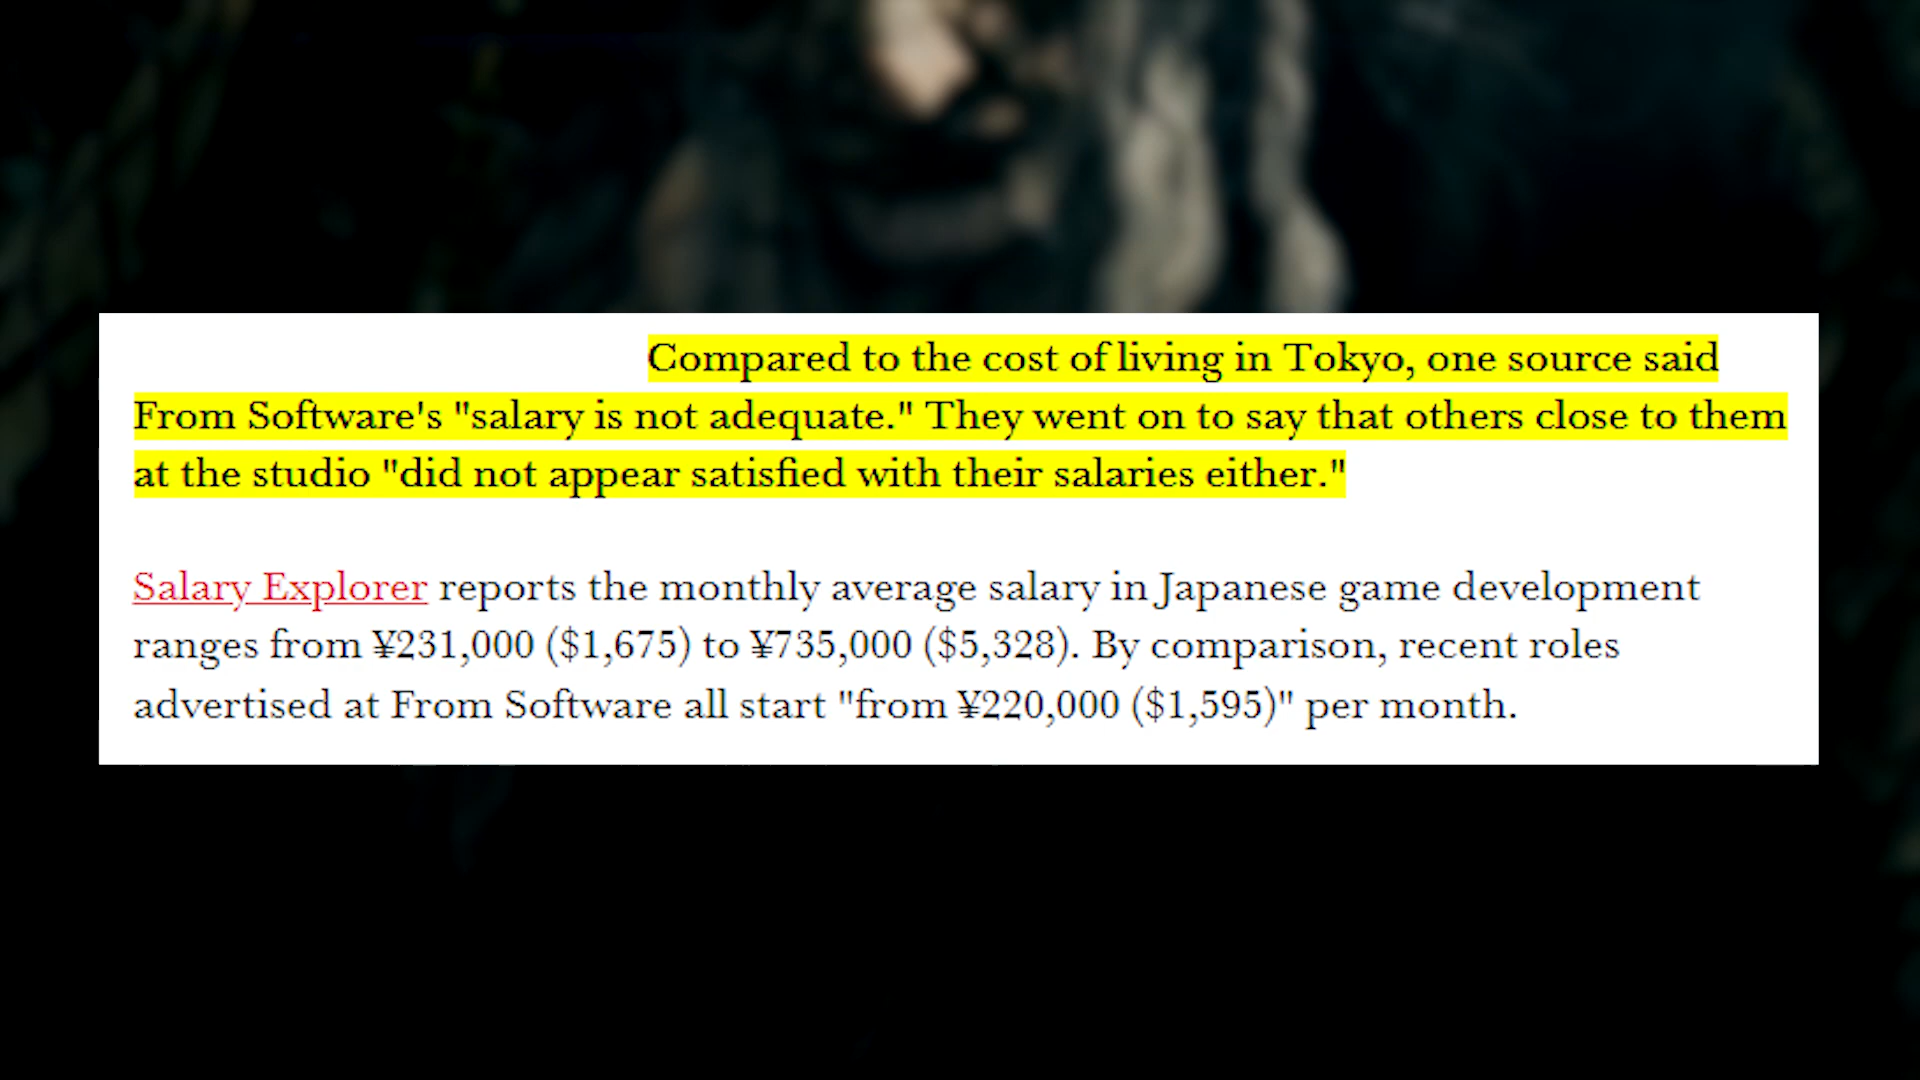 Compared to the cost of living in Tokyo, one source said
From Software's "salary is not adequate." They went on to say that others close to them
at the studio "did not appear satisfied with their salaries either."
Salary Explorer reports the monthly average salary in Japanese game development
ranges from ¥231,000 ($1,675) to ¥735,000 ($5,328). By comparison, recent roles
advertised at From Software all start "from ¥220,000 ($1,595)" per month.